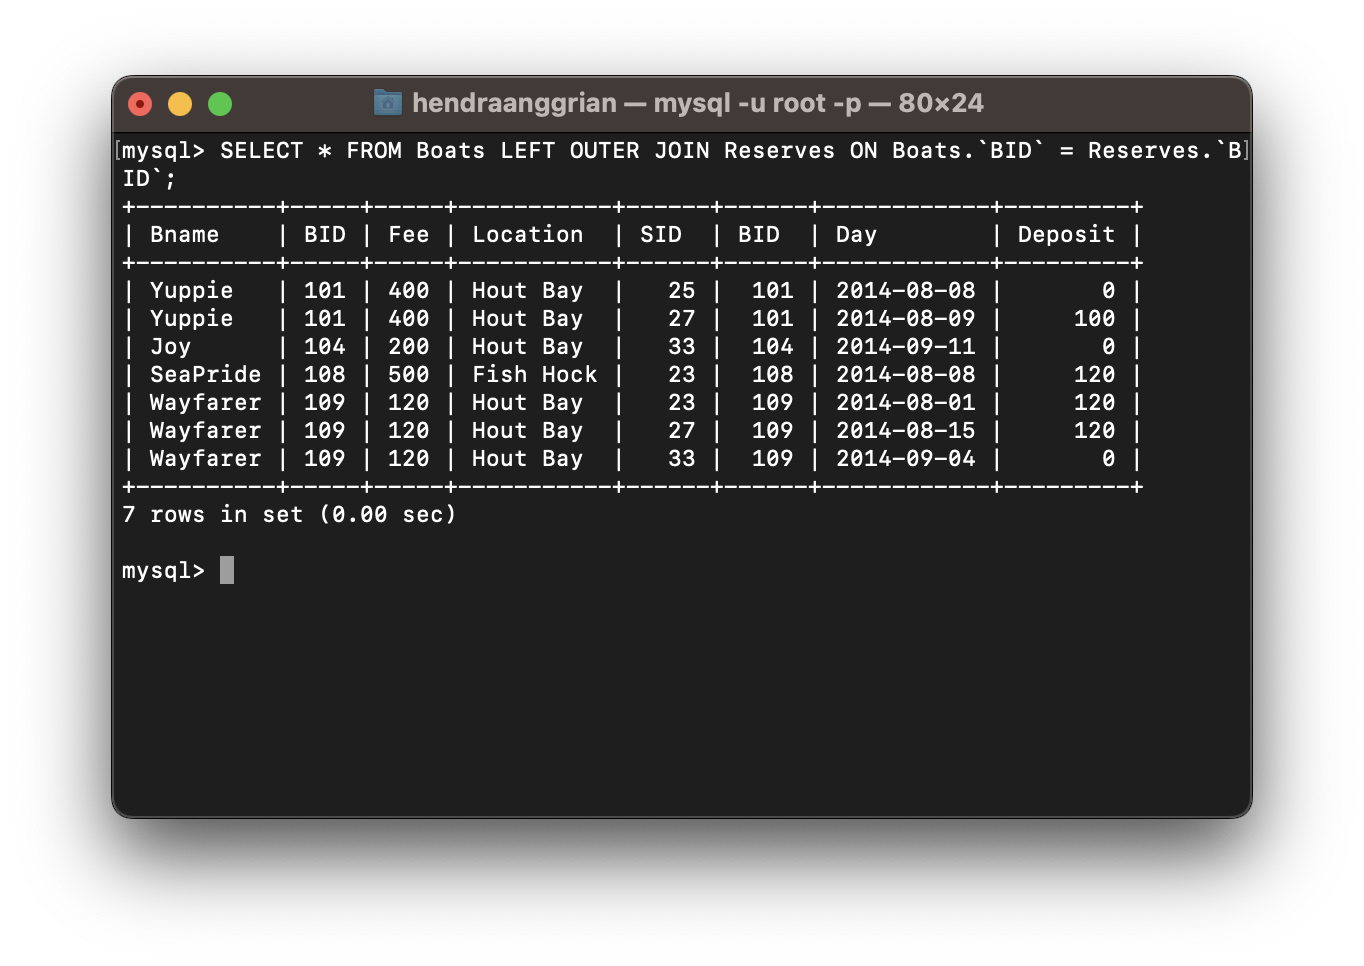 hendraanggrian — mysql -u root -p — 80×24
[mysql> SELECT * FROM Boats LEFT OUTER JOIN Reserves ON Boats.`BID` = Reserves.`B]
ID`;
+-----------+------+-----+-----------+------+------+------------+---------+
| Bname     | BID | Fee | Location  | SID  | BID  | Day        | Deposit |
+-----------+------+-----+-----------+------+------+------------+---------+
| Yuppie    | 101 | 400 | Hout Bay  |   25 |  101 | 2014-08-08 |       0 |
| Yuppie    | 101 | 400 | Hout Bay  |   27 |  101 | 2014-08-09 |     100 |
| Joy       | 104 | 200 | Hout Bay  |   33 |  104 | 2014-09-11 |       0 |
| SeaPride  | 108 | 500 | Fish Hock |   23 |  108 | 2014-08-08 |     120 |
| Wayfarer  | 109 | 120 | Hout Bay  |   23 |  109 | 2014-08-01 |     120 |
| Wayfarer  | 109 | 120 | Hout Bay  |   27 |  109 | 2014-08-15 |     120 |
| Wayfarer  | 109 | 120 | Hout Bay  |   33 |  109 | 2014-09-04 |       0 |
+-----------+------+-----+-----------+------+------+------------+---------+
7 rows in set (0.00 sec)
mysql>